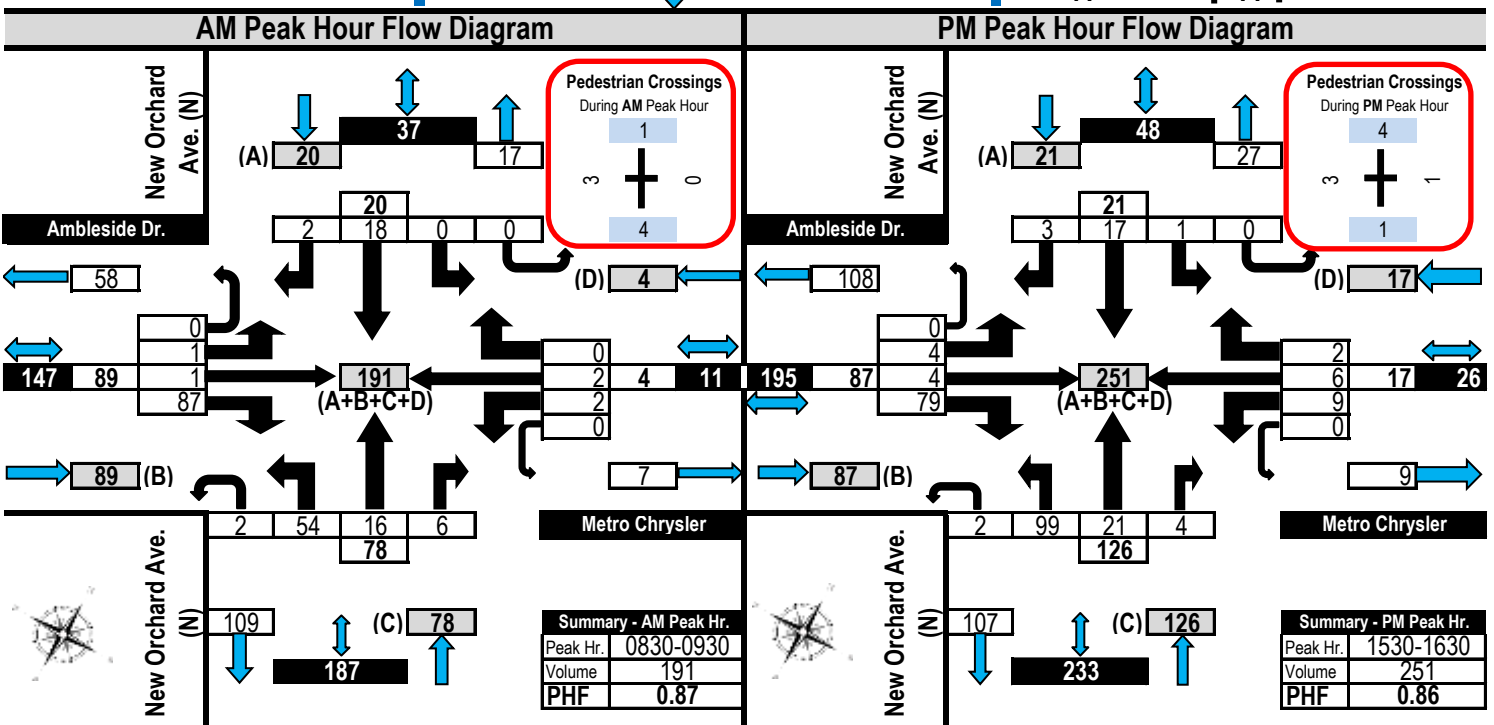 AM Peak Hour Flow Diagram
New Orchard
Ave. (N)
Pedestrian Crossings
During AM Peak Hour
1
3
0
4
37
(A) 20
17
20
2 18 0 0
Ambleside Dr.
58
(D) 4
0
1
147 89 1
87
191
(A+B+C+D)
0
2 4 11
2
0
89 (B)
7
2 54 16 6
78
Metro Chrysler
New Orchard Ave.
(N)
109
(C) 78
187
Summary - AM Peak Hr.
Peak Hr. 0830-0930
Volume 191
PHF 0.87
PM Peak Hour Flow Diagram
New Orchard
Ave. (N)
Pedestrian Crossings
During PM Peak Hour
4
3
1
1
48
(A) 21
27
21
3 17 1 0
Ambleside Dr.
108
(D) 17
0
4
195 87 4
79
251
(A+B+C+D)
2
6 17 26
9
0
87 (B)
9
2 99 21 4
126
Metro Chrysler
New Orchard Ave.
(N)
107
(C) 126
233
Summary - PM Peak Hr.
Peak Hr. 1530-1630
Volume 251
PHF 0.86